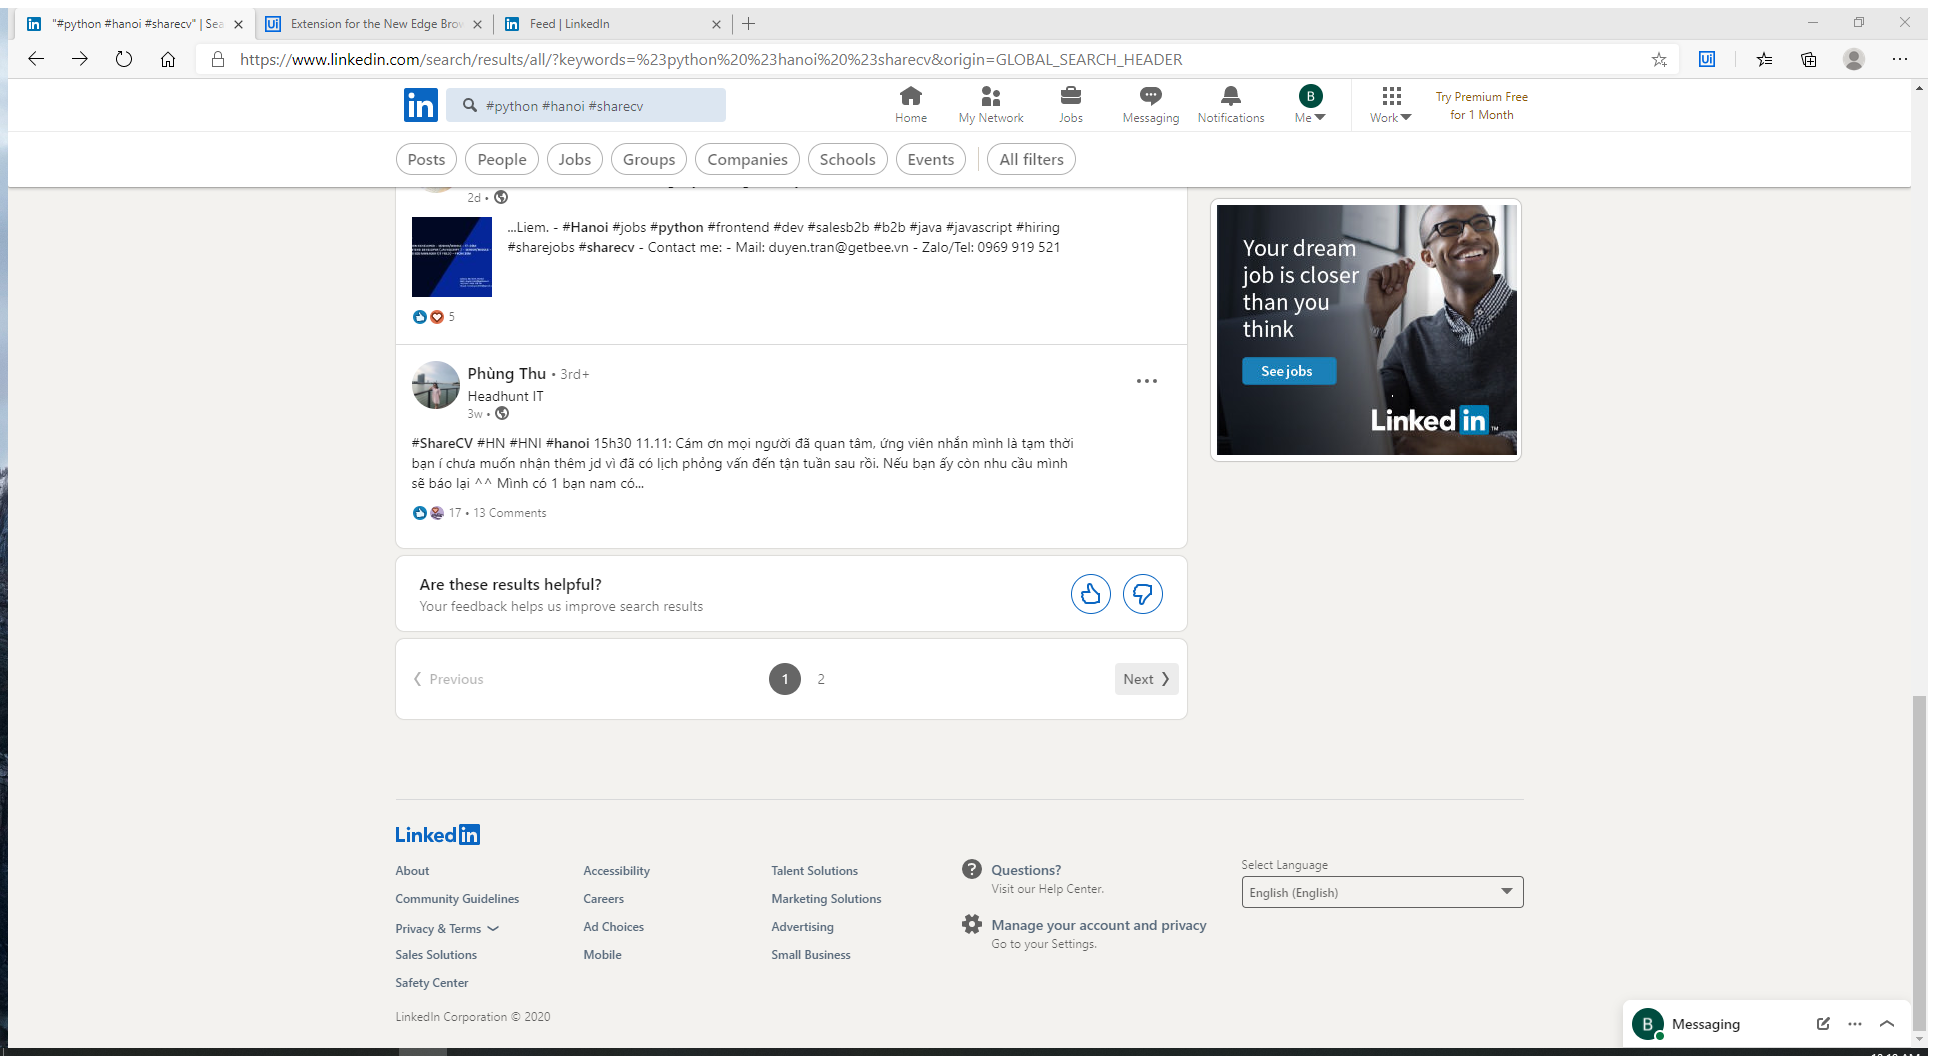 "#python #hanoi #sharecv" | Sea
Extension for the New Edge Brow
Feed | LinkedIn
https://www.linkedin.com/search/results/all/?keywords=%23python%20%23hanoi%20%23sharecv&origin=GLOBAL_SEARCH_HEADER
in
#python #hanoi #sharecv
Home
My Network
Jobs
Messaging
Notifications
B
Me
Work
Try Premium Free
for 1 Month
Posts
People
Jobs
Groups
Companies
Schools
Events
All filters
2d •
...Liem. - #Hanoi #jobs #python #frontend #dev #salesb2b #b2b #java #javascript #hiring
#sharejobs #sharecv - Contact me: - Mail: duyen.tran@getbee.vn - Zalo/Tel: 0969 919 521
5
Phùng Thu • 3rd+
Headhunt IT
3w •
#ShareCV #HN #HNI #hanoi 15h30 11.11: Cám ơn mọi người đã quan tâm, ứng viên nhắn mình là tạm thời
bạn í chưa muốn nhận thêm jd vì đã có lịch phỏng vấn đến tận tuần sau rồi. Nếu bạn ấy còn nhu cầu mình
sẽ báo lại ^^ Mình có 1 bạn nam có...
17 • 13 Comments
Your dream
job is closer
than you
think
See jobs
Linked in
Are these results helpful?
Your feedback helps us improve search results
Previous
1
2
Next
Linked in
About
Accessibility
Talent Solutions
Community Guidelines
Careers
Marketing Solutions
Privacy & Terms
Ad Choices
Advertising
Sales Solutions
Mobile
Small Business
Safety Center
Questions?
Visit our Help Center.
Manage your account and privacy
Go to your Settings.
Select Language
English (English)
LinkedIn Corporation © 2020
B
Messaging